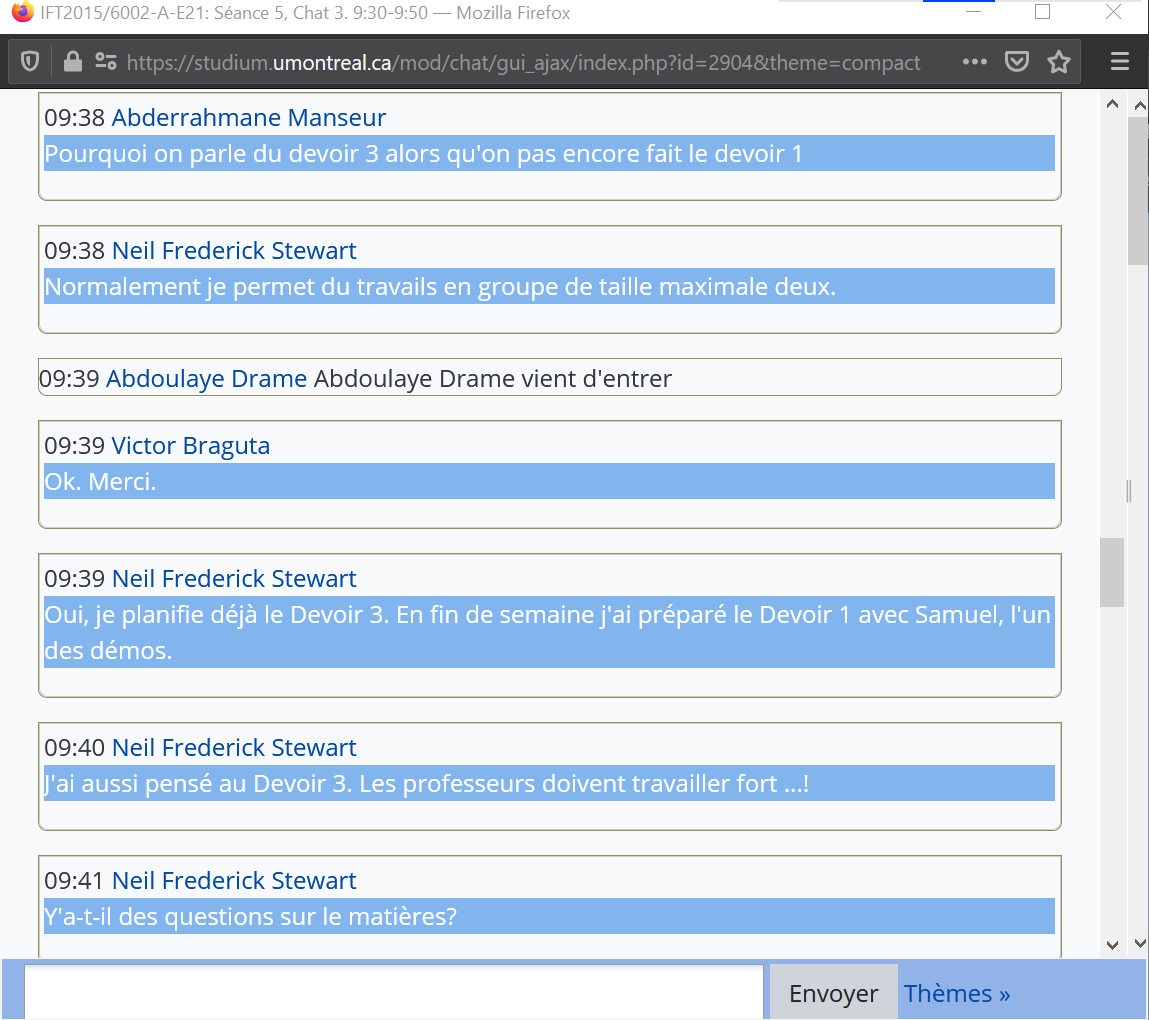 IFT2015/6002-A-E21: Séance 5, Chat 3. 9:30-9:50 — Mozilla Firefox
https://studium.umontreal.ca/mod/chat/gui_ajax/index.php?id=2904&theme=compact
09:38 Abderrahmane Manseur
Pourquoi on parle du devoir 3 alors qu'on pas encore fait le devoir 1
09:38 Neil Frederick Stewart
Normalement je permet du travails en groupe de taille maximale deux.
09:39 Abdoulaye Drame Abdoulaye Drame vient d'entrer
09:39 Victor Braguta
Ok. Merci.
09:39 Neil Frederick Stewart
Oui, je planifie déjà le Devoir 3. En fin de semaine j'ai préparé le Devoir 1 avec Samuel, l'un
des démos.
09:40 Neil Frederick Stewart
J'ai aussi pensé au Devoir 3. Les professeurs doivent travailler fort ...!
09:41 Neil Frederick Stewart
Y'a-t-il des questions sur le matières?
Envoyer Thèmes »